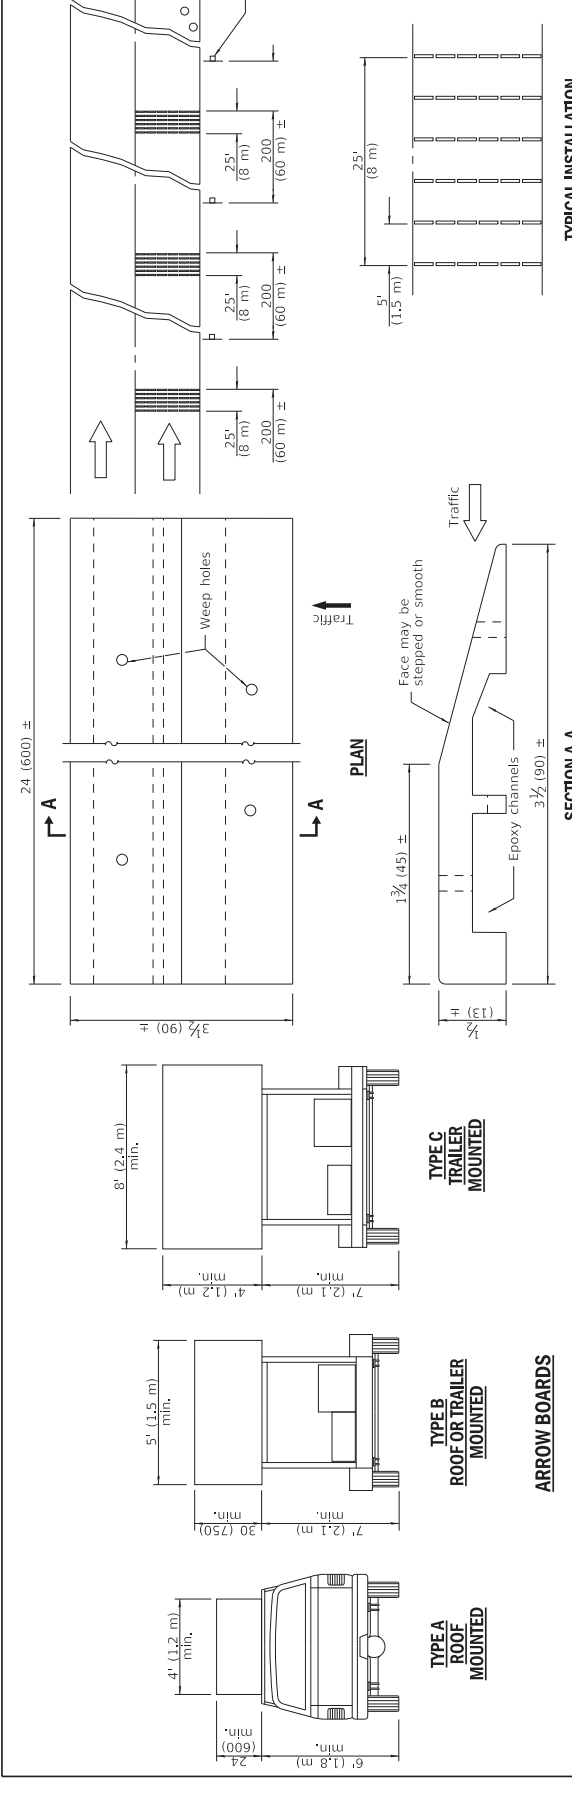 25'
(8 m)
200
(60 m) ±
25'
(8 m)
200
(60 m) ±
25'
(8 m)
200
(60 m) ±
25'
(8 m)
5'
(1.5 m)
TYPICAL INSTALLATION
24 (600) ±
A
A
Weep holes
Traffic
3½ (90) ±
PLAN
Traffic
Face may be
stepped or smooth
1¾ (45) ±
Epoxy channels
3½ (90) ±
½
(13) ±
SECTION A-A
8' (2.4 m)
min.
4' (1.2 m)
min.
7' (2.1 m)
min.
TYPE C
TRAILER
MOUNTED
5' (1.5 m)
min.
30 (750)
min.
7' (2.1 m)
min.
TYPE B
ROOF OR TRAILER
MOUNTED
4' (1.2 m)
min.
24
(600)
min.
6' (1.8 m)
min.
TYPE A
ROOF
MOUNTED
ARROW BOARDS